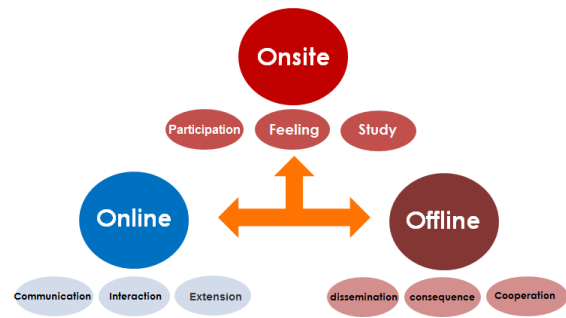 Onsite
Participation Feeling Study
Online Offline
Communication Interaction Extension dissemination consequence Cooperation